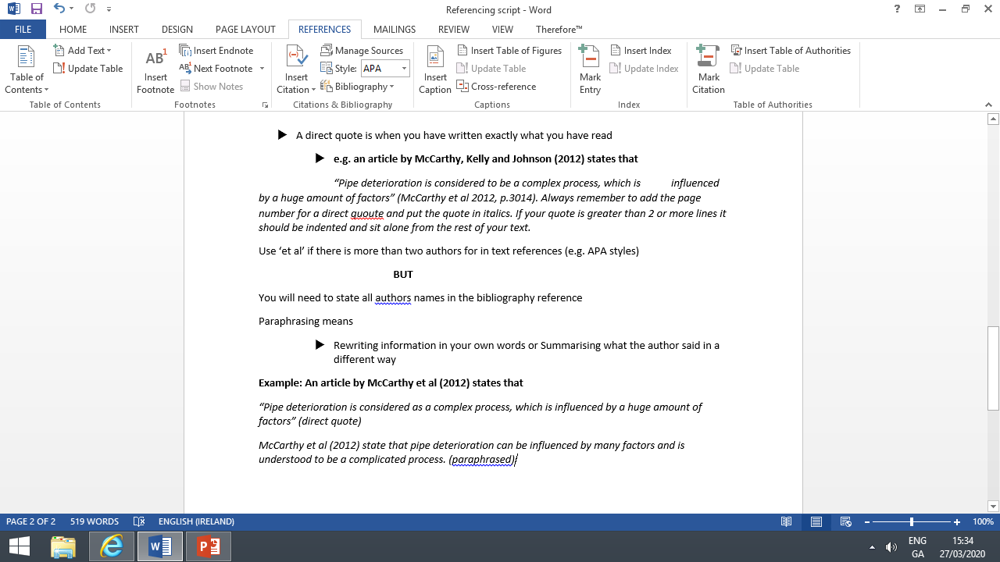 Referencing script - Word
FILE HOME INSERT DESIGN PAGE LAYOUT REFERENCES MAILINGS REVIEW VIEW Therefore™
Table of Contents
Add Text
Update Table
Table of Contents
AB1
Insert Footnote
Insert Endnote
AB1 Next Footnote
Show Notes
Footnotes
Insert Citation
Manage Sources
Style: APA
Bibliography
Citations & Bibliography
Insert Caption
Insert Table of Figures
Update Table
Cross-reference
Captions
Mark Entry
Insert Index
Update Index
Index
Mark Citation
Insert Table of Authorities
Update Table
Table of Authorities
A direct quote is when you have written exactly what you have read
e.g. an article by McCarthy, Kelly and Johnson (2012) states that
“Pipe deterioration is considered to be a complex process, which is influenced
by a huge amount of factors” (McCarthy et al 2012, p.3014). Always remember to add the page
number for a direct quoute and put the quote in italics. If your quote is greater than 2 or more lines it
should be indented and sit alone from the rest of your text.
Use ‘et al’ if there is more than two authors for in text references (e.g. APA styles)
BUT
You will need to state all authors names in the bibliography reference
Paraphrasing means
Rewriting information in your own words or Summarising what the author said in a
different way
Example: An article by McCarthy et al (2012) states that
“Pipe deterioration is considered as a complex process, which is influenced by a huge amount of
factors” (direct quote)
McCarthy et al (2012) state that pipe deterioration can be influenced by many factors and is
understood to be a complicated process. (paraphrased)
PAGE 2 OF 2 519 WORDS ENGLISH (IRELAND) 100%
ENG 15:34
GA 27/03/2020